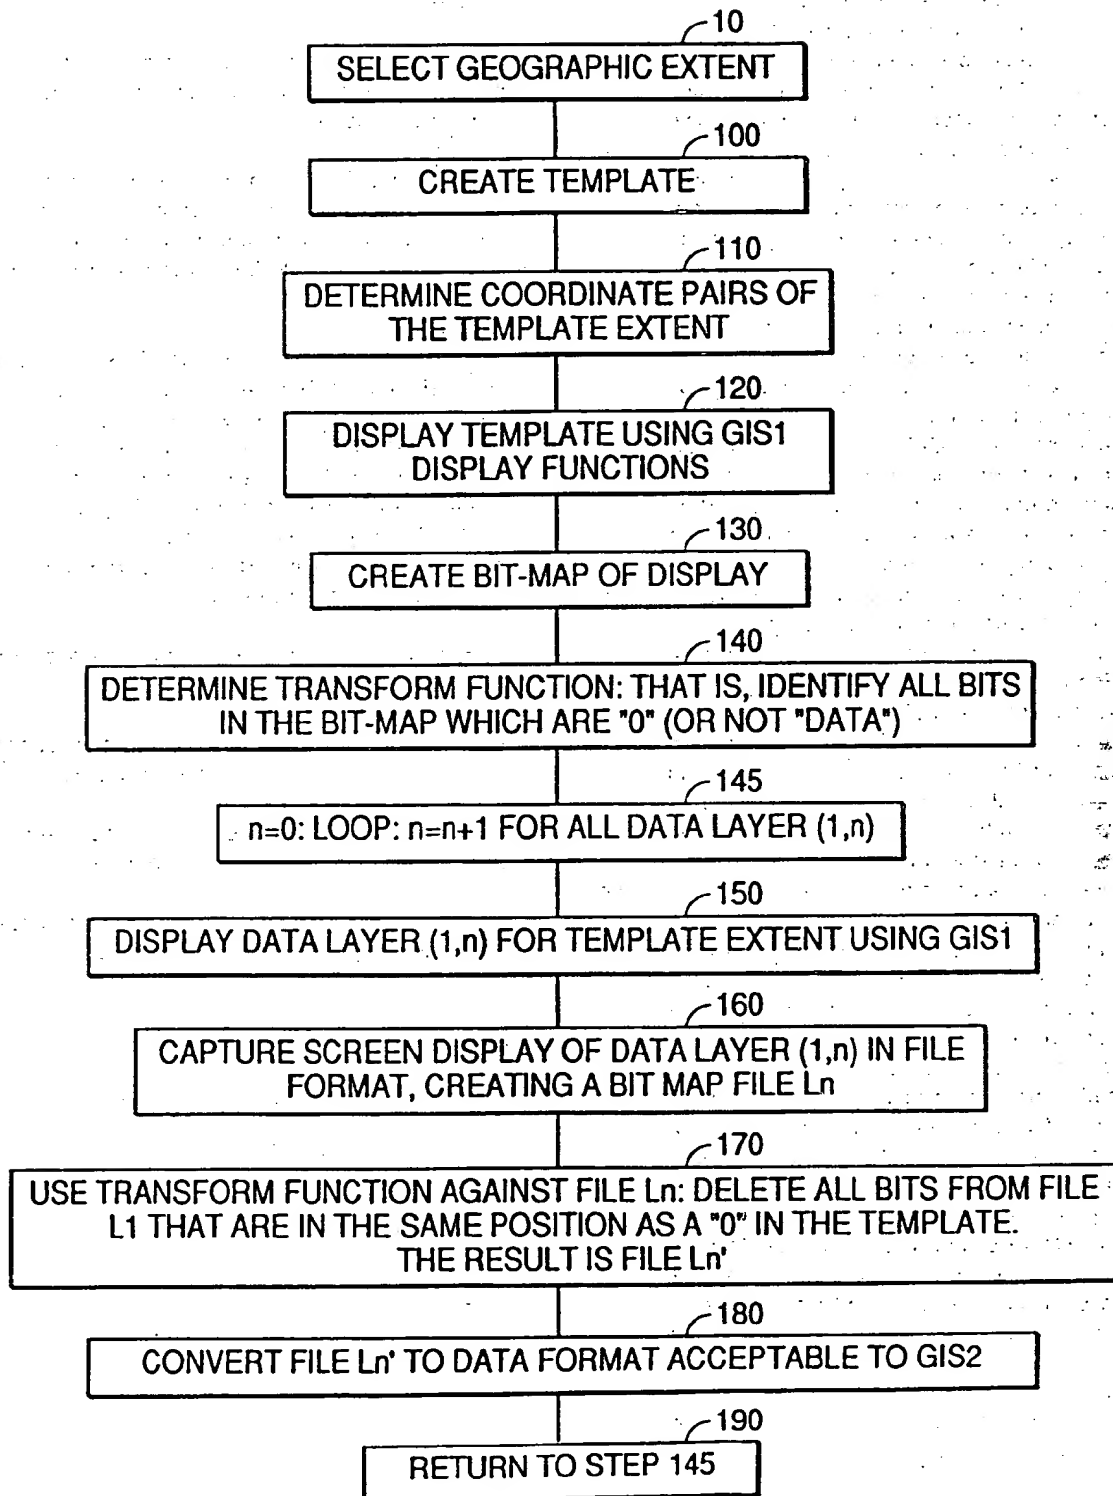 10
SELECT GEOGRAPHIC EXTENT
100
CREATE TEMPLATE
110
DETERMINE COORDINATE PAIRS OF
THE TEMPLATE EXTENT
120
DISPLAY TEMPLATE USING GIS1
DISPLAY FUNCTIONS
130
CREATE BIT-MAP OF DISPLAY
140
DETERMINE TRANSFORM FUNCTION: THAT IS, IDENTIFY ALL BITS
IN THE BIT-MAP WHICH ARE "0" (OR NOT "DATA")
145
n=0: LOOP: n=n+1 FOR ALL DATA LAYER (1,n)
150
DISPLAY DATA LAYER (1,n) FOR TEMPLATE EXTENT USING GIS1
160
CAPTURE SCREEN DISPLAY OF DATA LAYER (1,n) IN FILE
FORMAT, CREATING A BIT MAP FILE Ln
170
USE TRANSFORM FUNCTION AGAINST FILE Ln: DELETE ALL BITS FROM FILE
L1 THAT ARE IN THE SAME POSITION AS A "0" IN THE TEMPLATE.
THE RESULT IS FILE Ln'
180
CONVERT FILE Ln' TO DATA FORMAT ACCEPTABLE TO GIS2
190
RETURN TO STEP 145